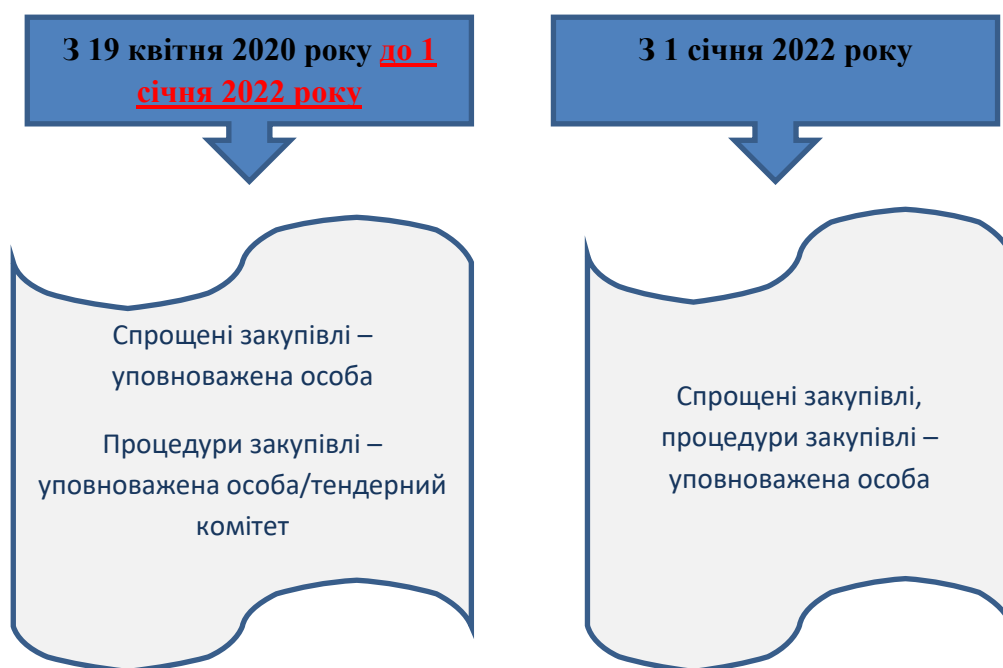 З 19 квітня 2020 року до 1
січня 2022 року
З 1 січня 2022 року
Спрощені закупівлі –
уповноважена особа
Процедури закупівлі –
уповноважена особа/тендерний
комітет
Спрощені закупівлі,
процедури закупівлі –
уповноважена особа